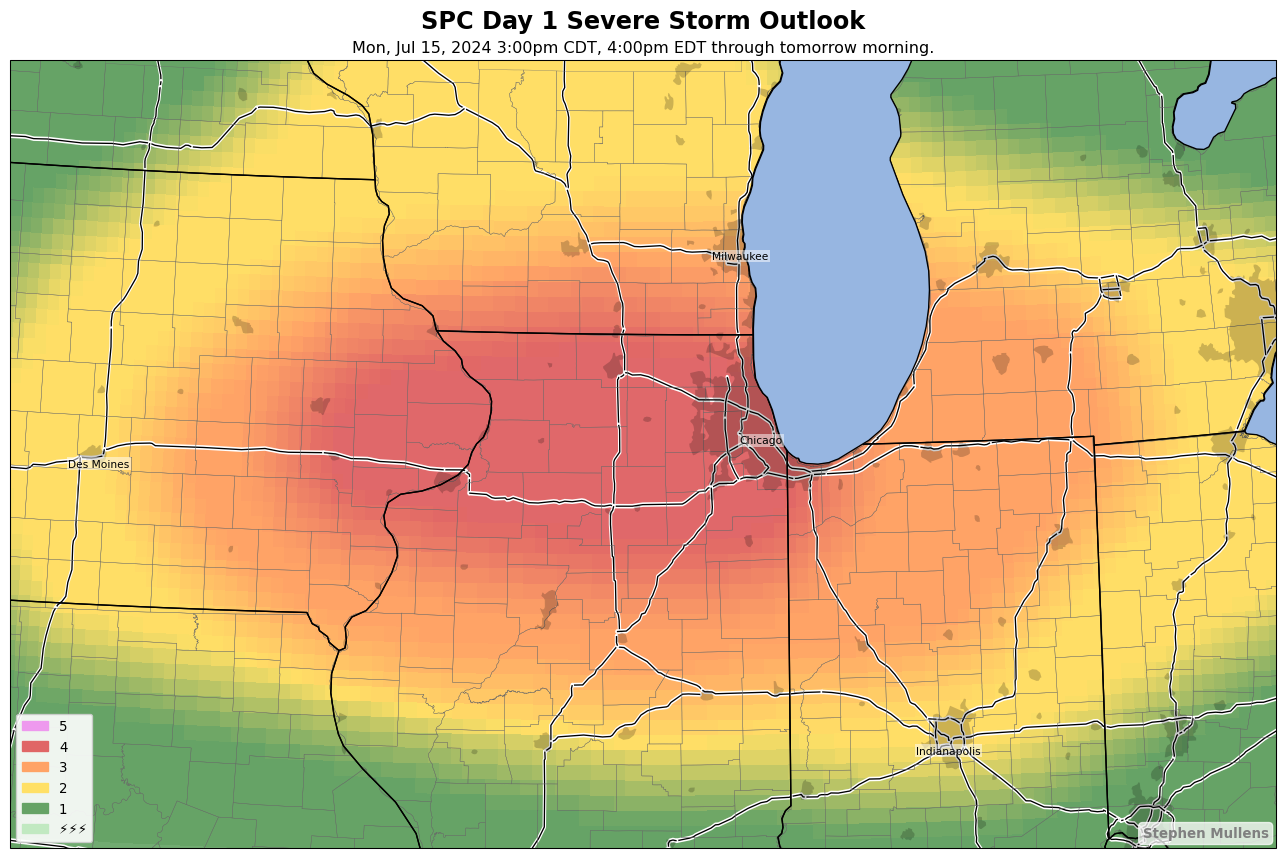 SPC Day 1 Severe Storm Outlook
Mon, Jul 15, 2024 3:00pm CDT, 4:00pm EDT through tomorrow morning.
Milwaukee
Chicago
Des Moines
Indianapolis
5
4
3
2
1
⚡⚡⚡
Stephen Mullens